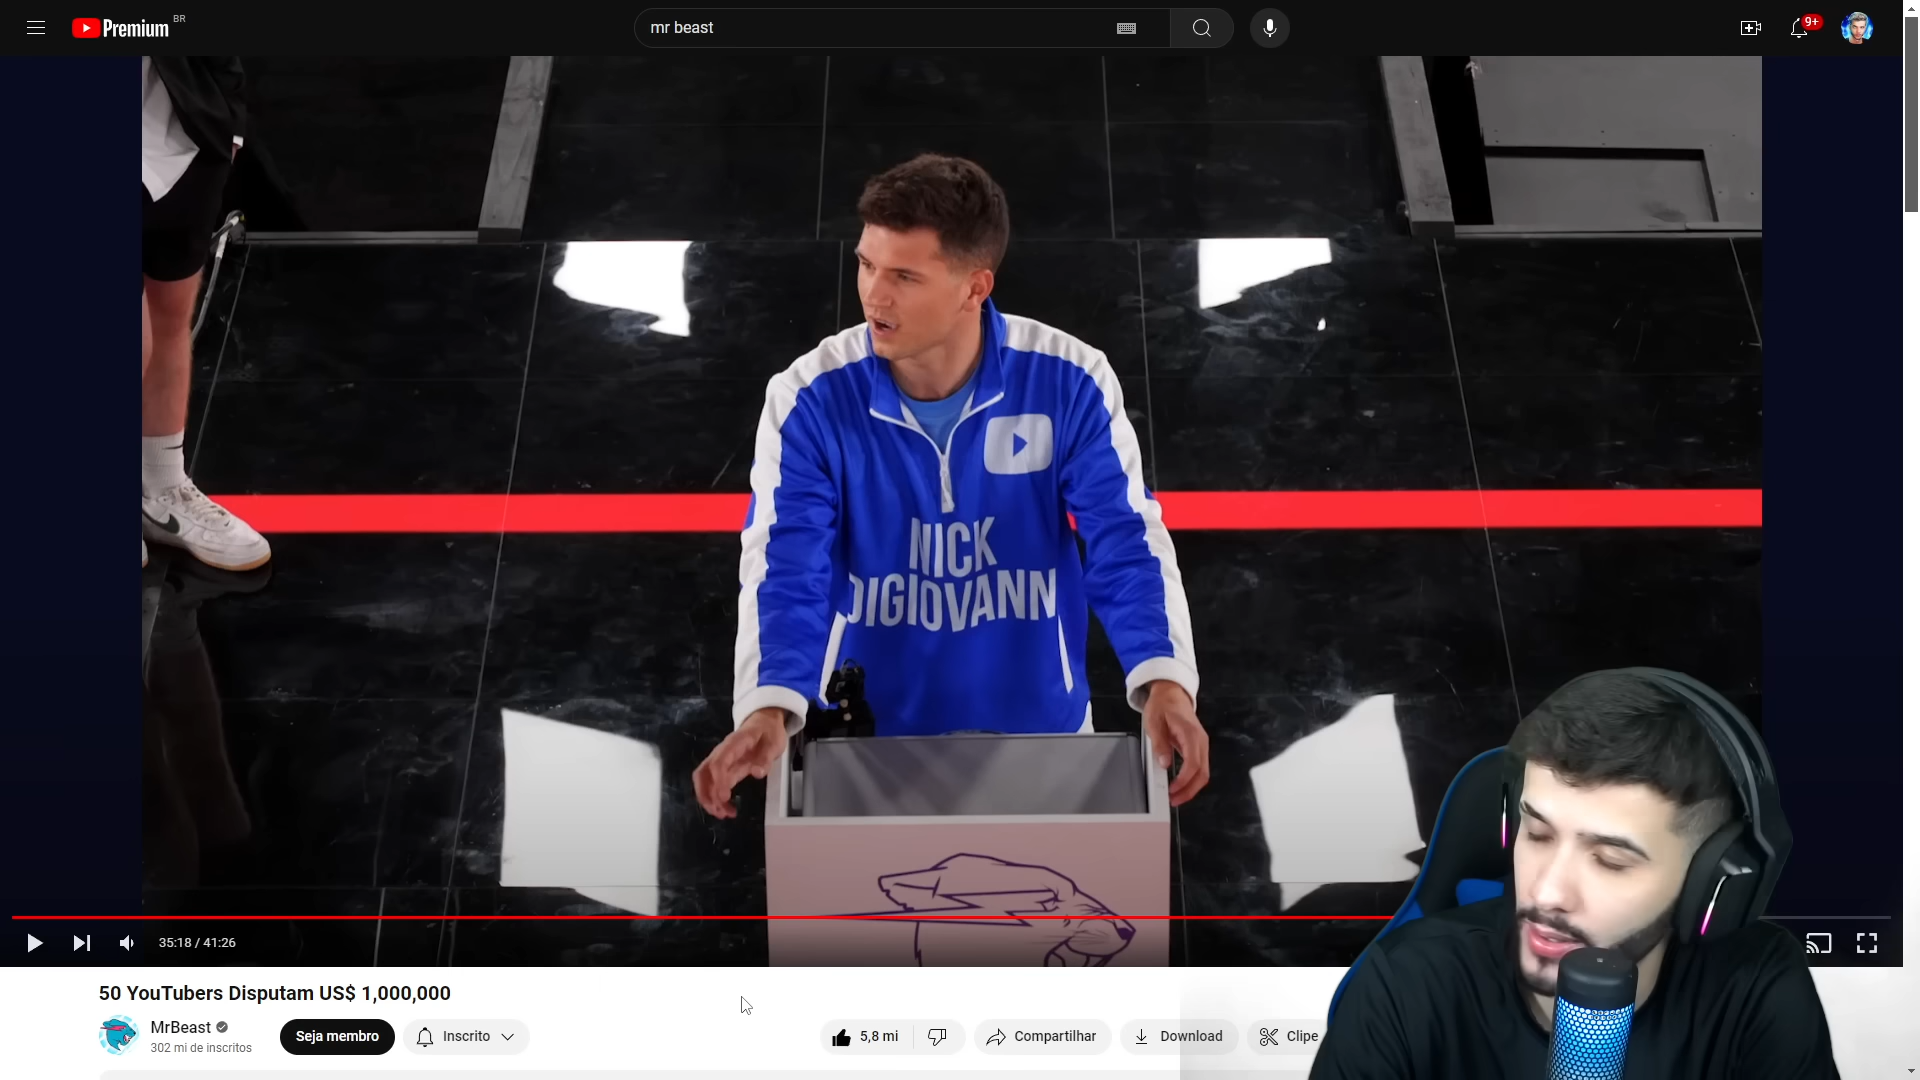 Premium BR
mr beast
9+
NICK
DIGIOVANN
35:18 / 41:26
50 YouTubers Disputam US$ 1,000,000
MrBeast
302 mi de inscritos
Seja membro
Inscrito
5,8 mi
Compartilhar
Download
Clipe